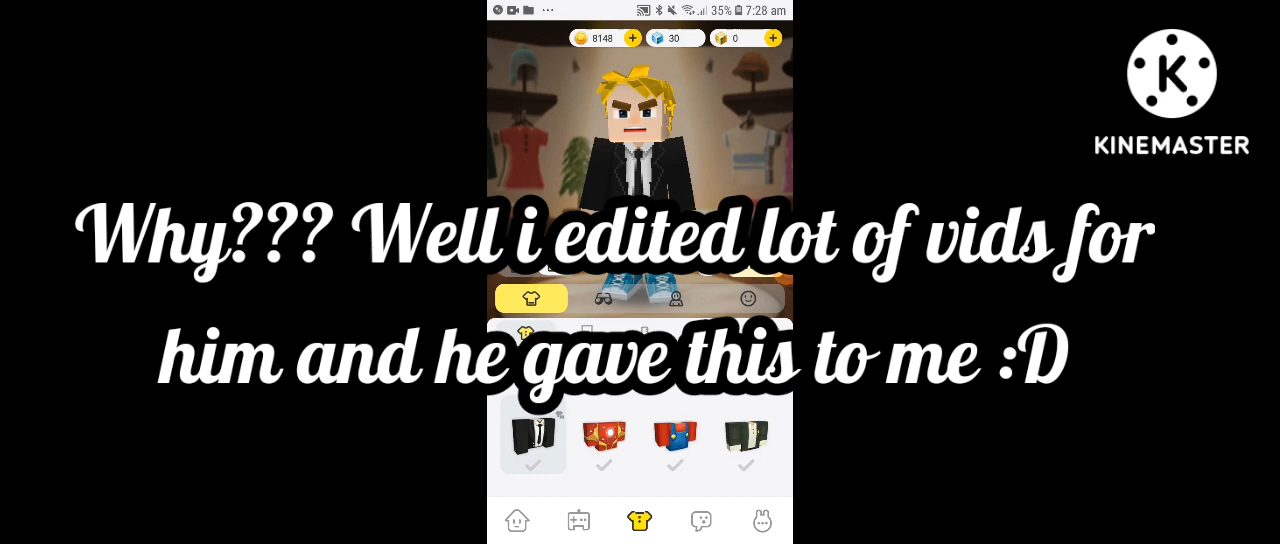 35% 7:28 am
8148 30 0
K
KINEMASTER
Why??? Well i edited lot of vids for
him and he gave this to me :D